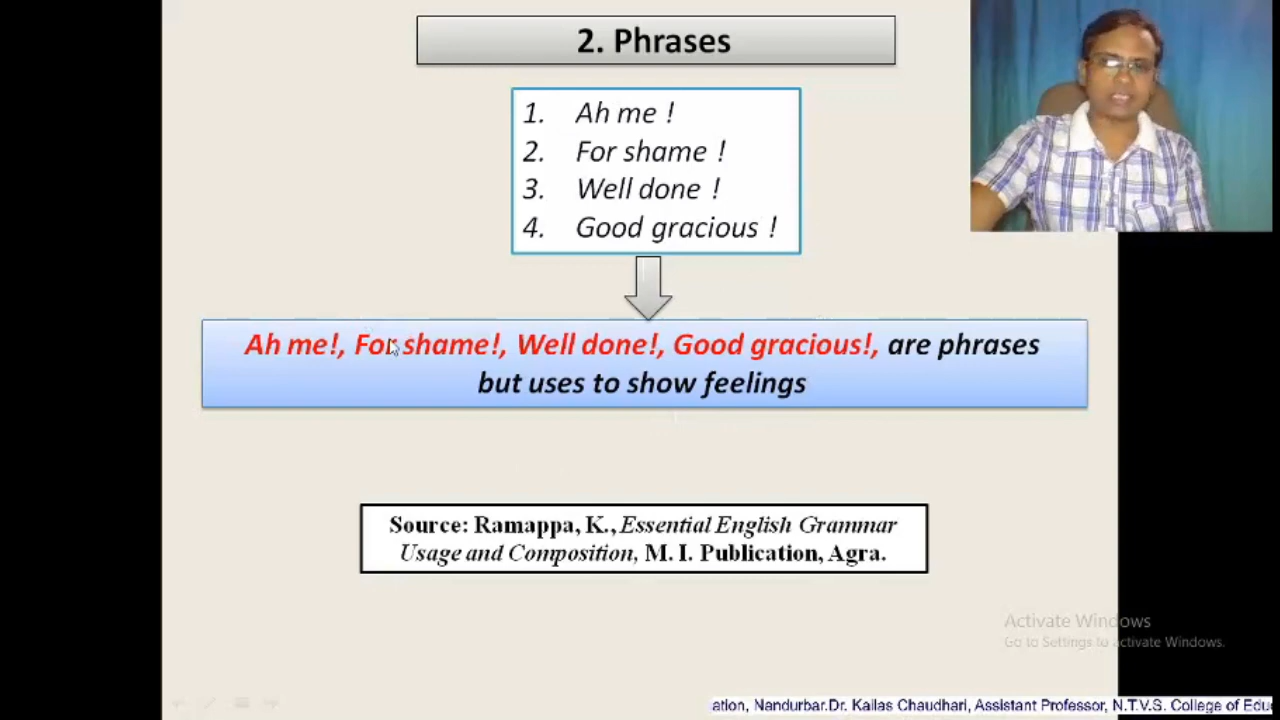 2. Phrases
1. Ah me !
2. For shame !
3. Well done !
4. Good gracious !
Ah me!, For shame!, Well done!, Good gracious!, are phrases
but uses to show feelings
Source: Ramappa, K., Essential English Grammar
Usage and Composition, M. I. Publication, Agra.
Activate Windows
Go to Settings to activate Windows.
ation, Nandurbar.Dr. Kailas Chaudhari, Assistant Professor, N.T.V.S. College of Edu